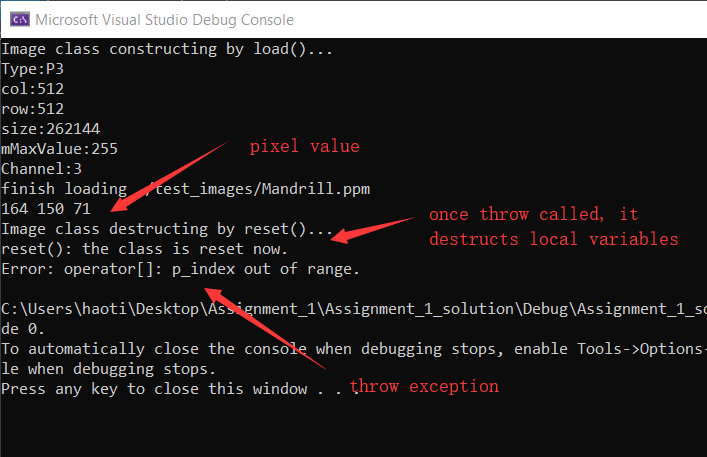 Microsoft Visual Studio Debug Console
Image class constructing by load()...
Type:P3
col:512
row:512
size:262144
mMaxValue:255
Channel:3
pixel value
finish loading ./test_images/Mandrill.ppm
164 150 71
once throw called, it
destructs local variables
Image class destructing by reset()...
reset(): the class is reset now.
Error: operator[]: p_index out of range.
C:\Users\haoti\Desktop\Assignment_1\Assignment_1_solution\Debug\Assignment_1_so
de 0.
To automatically close the console when debugging stops, enable Tools->Options-
le when debugging stops.
Press any key to close this window . . .
throw exception